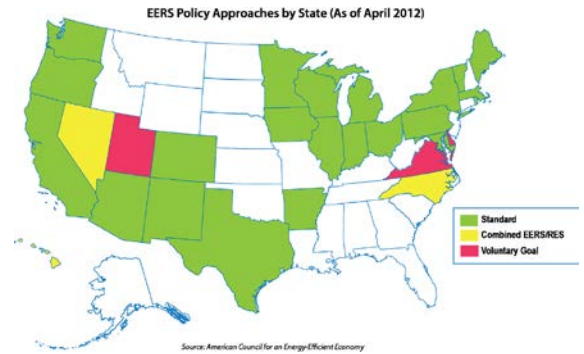 EERS Policy Approaches by State (As of April 2012)
Standard
Combined EERS/RES
Voluntary Goal
Source: American Council for an Energy-Efficient Economy